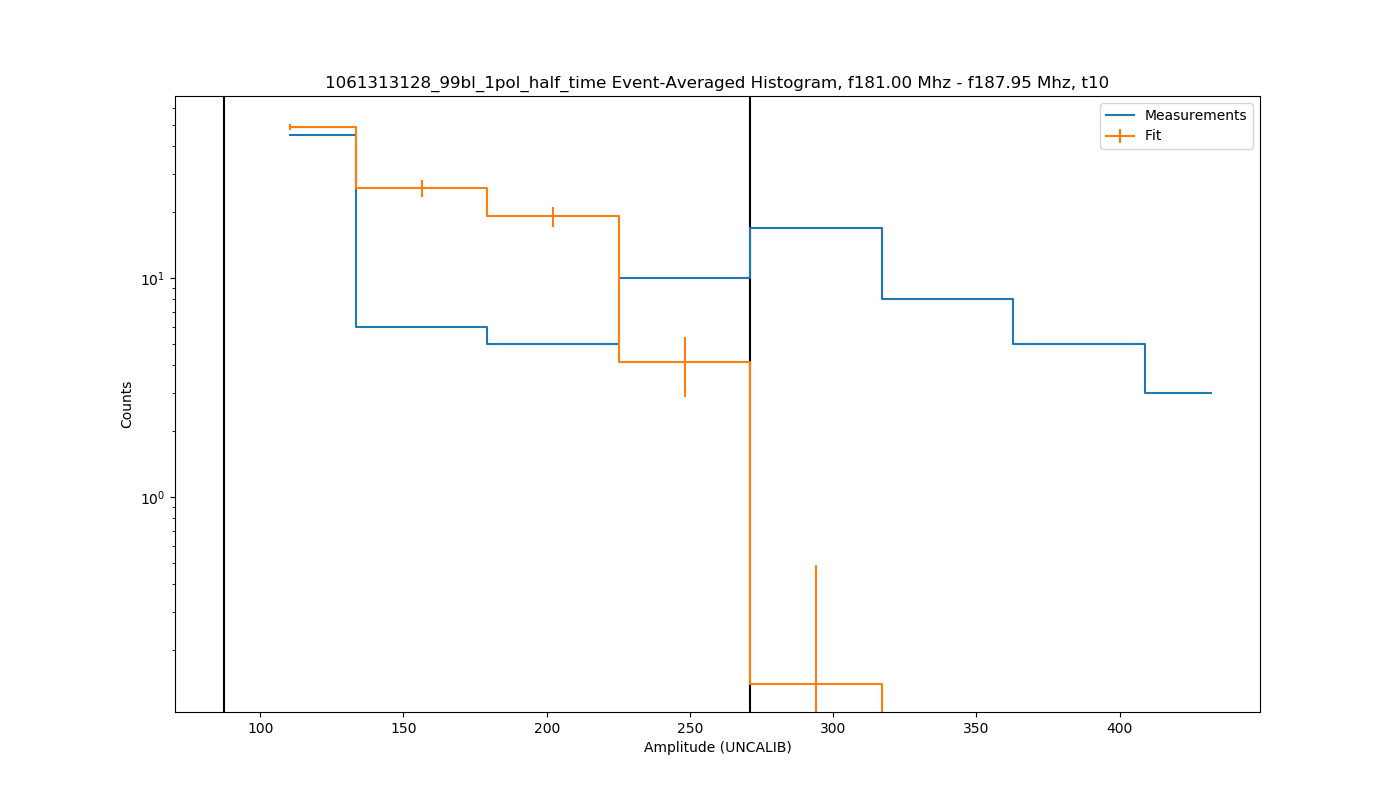 1061313128_99bl_1pol_half_time Event-Averaged Histogram, f181.00 Mhz - f187.95 Mhz, t10
Measurements
Fit
Counts
10¹
10⁰
100 150 200 250 300 350 400
Amplitude (UNCALIB)